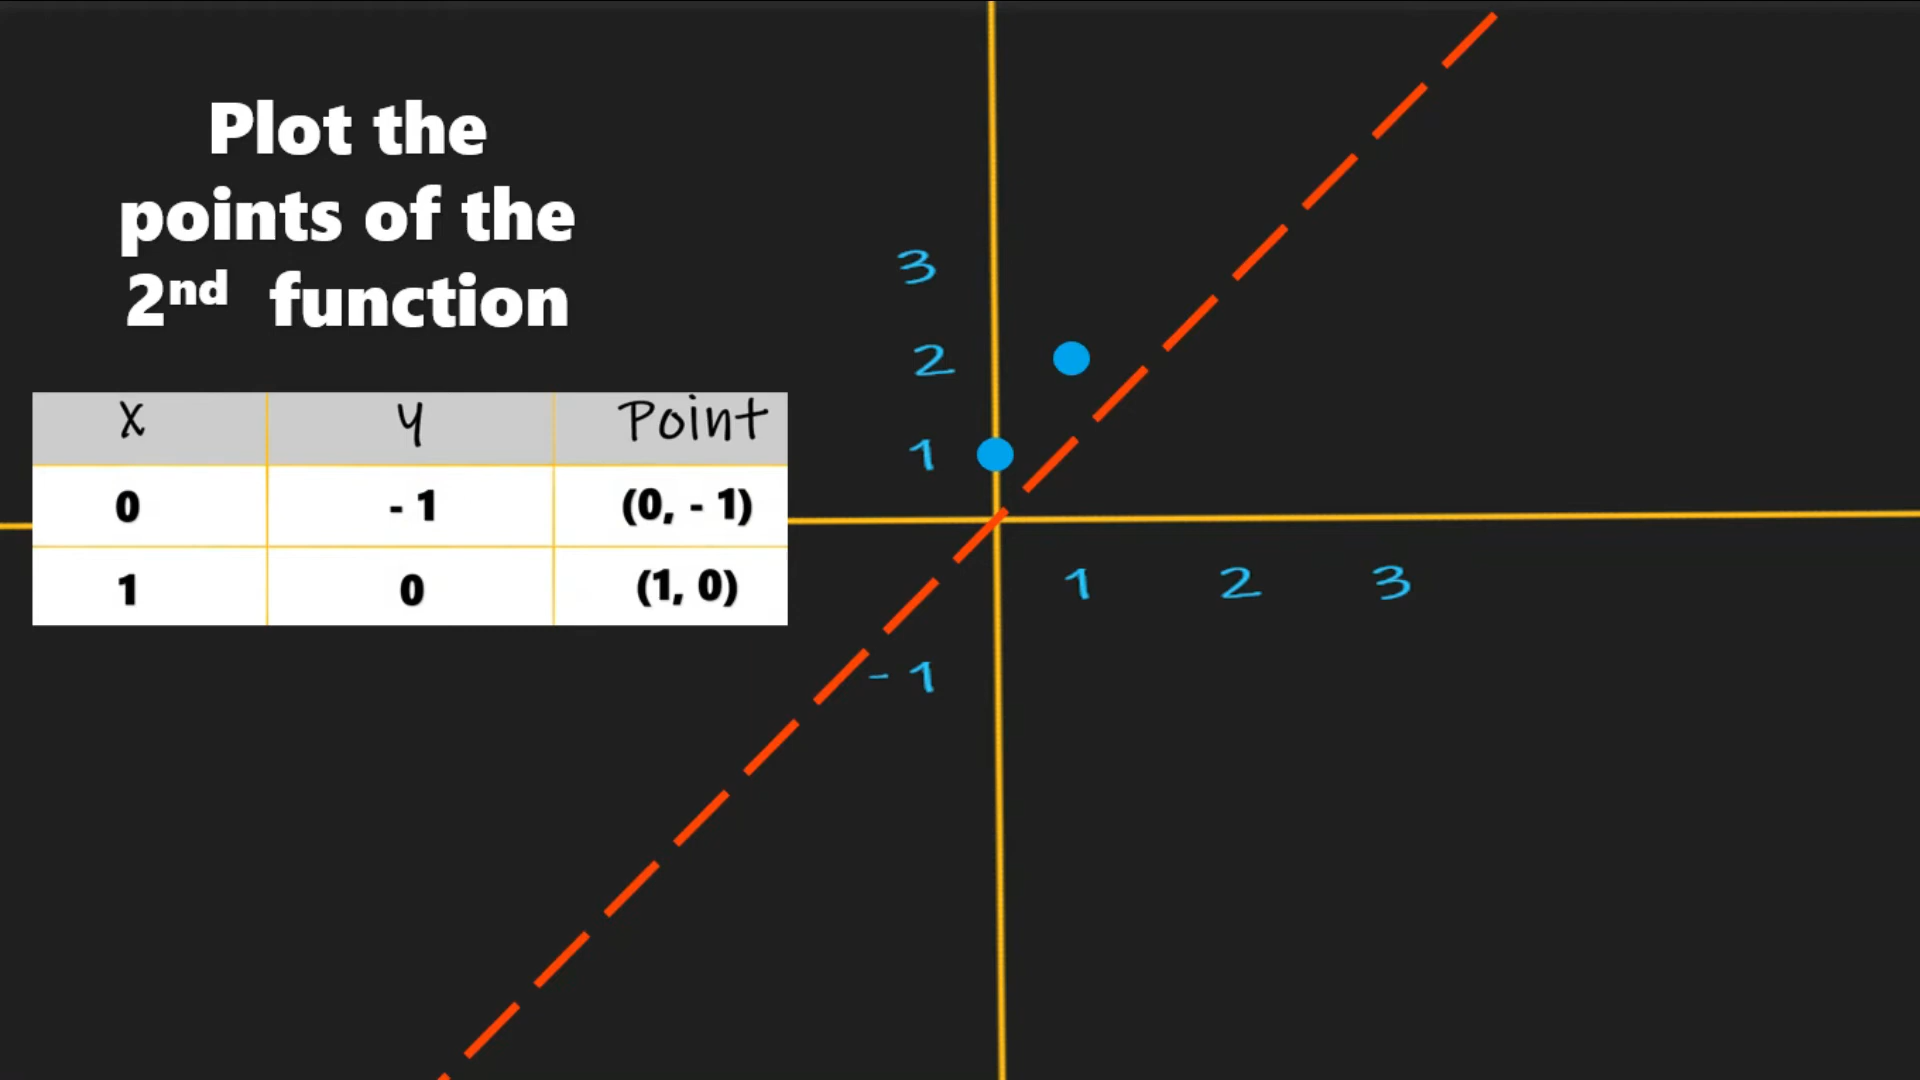 Plot the
points of the
2nd function
X Y Point
0 - 1 (0, - 1)
1 0 (1, 0)
3
2
1
1 2 3
- 1